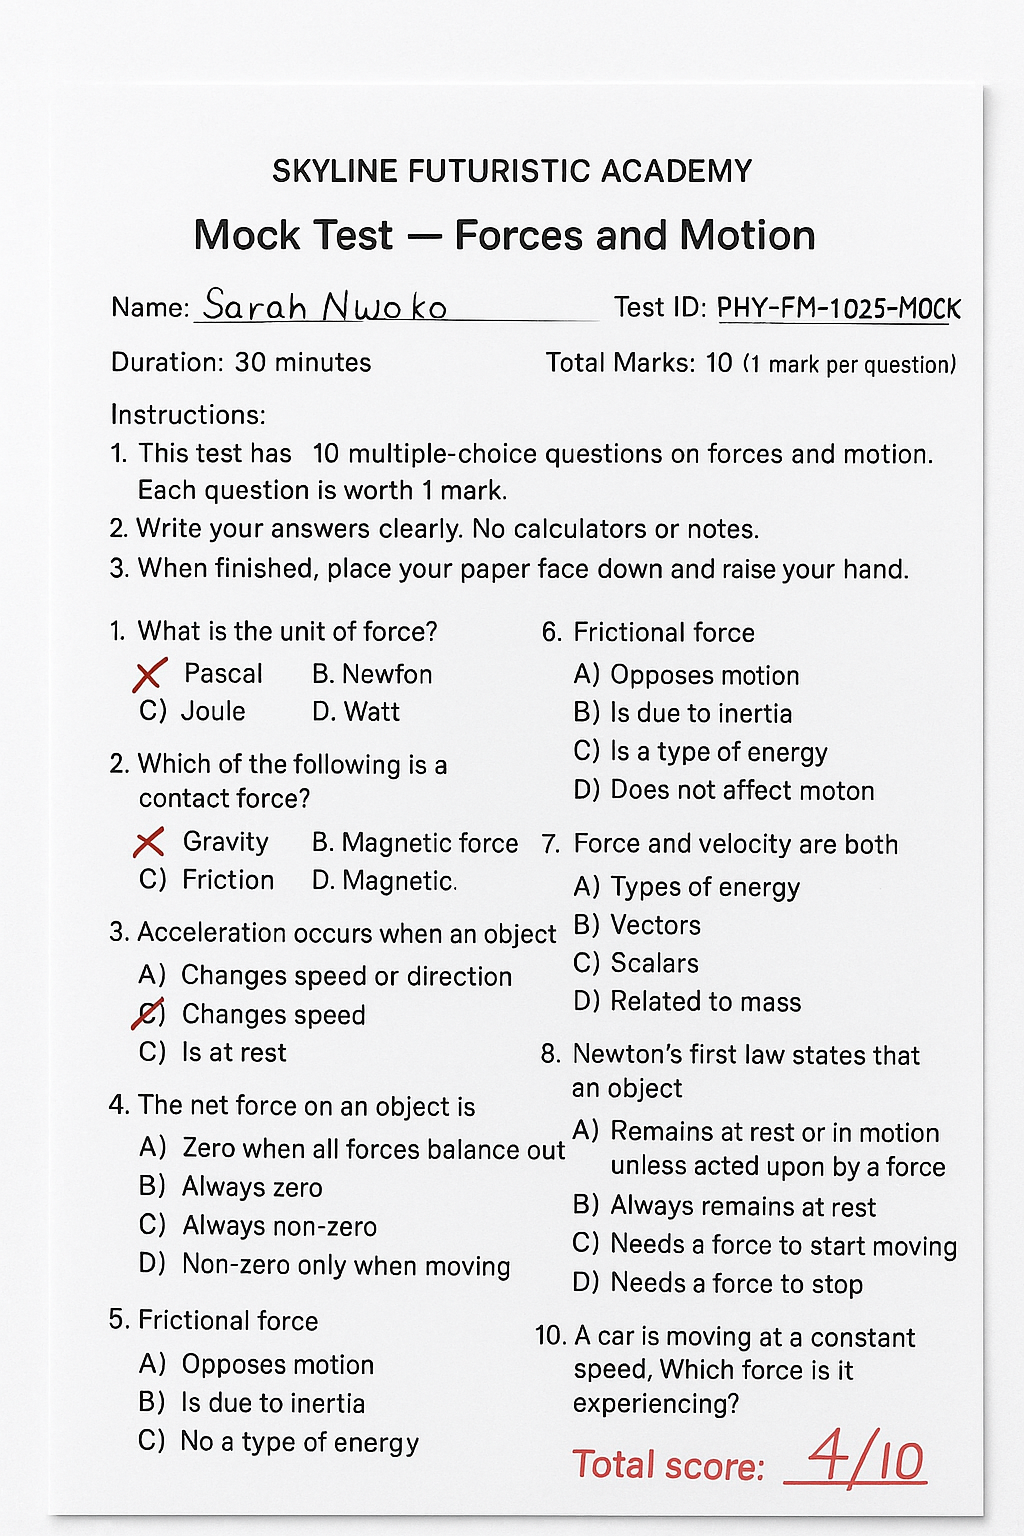 SKYLINE FUTURISTIC ACADEMY
Mock Test — Forces and Motion
Name: Sarah Nwoko
Test ID: PHY-FM-1025-MOCK
Duration: 30 minutes
Total Marks: 10 (1 mark per question)
Instructions:
1. This test has 10 multiple-choice questions on forces and motion.
Each question is worth 1 mark.
2. Write your answers clearly. No calculators or notes.
3. When finished, place your paper face down and raise your hand.
1. What is the unit of force?
Pascal B. Newfon
C) Joule D. Watt
2. Which of the following is a
contact force?
Gravity B. Magnetic force
C) Friction D. Magnetic.
3. Acceleration occurs when an object
A) Changes speed or direction
C) Changes speed
C) Is at rest
4. The net force on an object is
A) Zero when all forces balance out
B) Always zero
C) Always non-zero
D) Non-zero only when moving
5. Frictional force
A) Opposes motion
B) Is due to inertia
C) No a type of energy
6. Frictional force
A) Opposes motion
B) Is due to inertia
C) Is a type of energy
D) Does not affect moton
7. Force and velocity are both
A) Types of energy
B) Vectors
C) Scalars
D) Related to mass
8. Newton's first law states that
an object
A) Remains at rest or in motion
unless acted upon by a force
B) Always remains at rest
C) Needs a force to start moving
D) Needs a force to stop
10. A car is moving at a constant
speed, Which force is it
experiencing?
Total score: 4/10